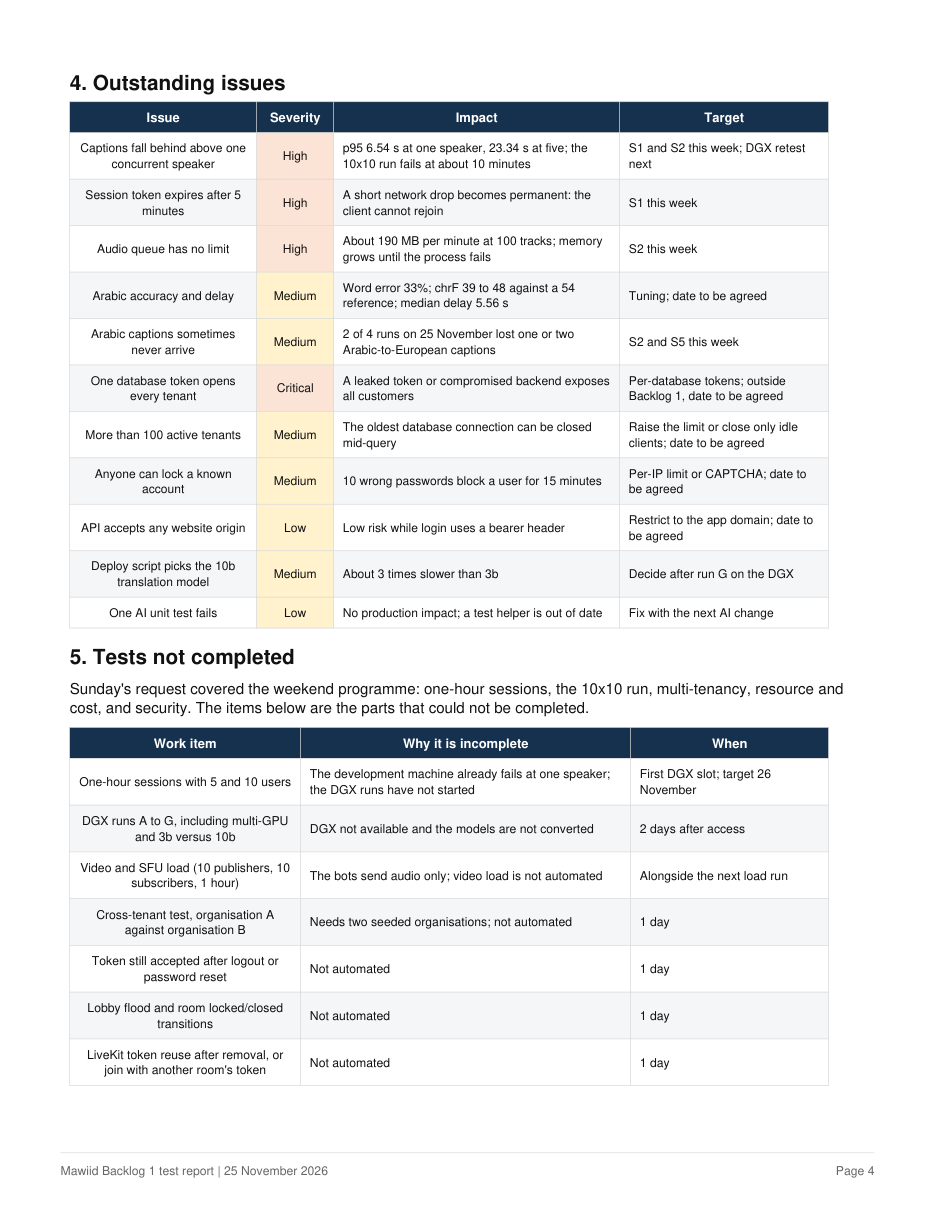 4. Outstanding issues
Issue Severity Impact Target
Captions fall behind above one
concurrent speaker
High
p95 6.54 s at one speaker, 23.34 s at five; the
10x10 run fails at about 10 minutes
S1 and S2 this week; DGX retest
next
Session token expires after 5
minutes
High
A short network drop becomes permanent: the
client cannot rejoin
S1 this week
Audio queue has no limit
High
About 190 MB per minute at 100 tracks; memory
grows until the process fails
S2 this week
Arabic accuracy and delay
Medium
Word error 33%; chrF 39 to 48 against a 54
reference; median delay 5.56 s
Tuning; date to be agreed
Arabic captions sometimes
never arrive
Medium
2 of 4 runs on 25 November lost one or two
Arabic-to-European captions
S2 and S5 this week
One database token opens
every tenant
Critical
A leaked token or compromised backend exposes
all customers
Per-database tokens; outside
Backlog 1, date to be agreed
More than 100 active tenants
Medium
The oldest database connection can be closed
mid-query
Raise the limit or close only idle
clients; date to be agreed
Anyone can lock a known
account
Medium
10 wrong passwords block a user for 15 minutes
Per-IP limit or CAPTCHA; date to
be agreed
API accepts any website origin
Low
Low risk while login uses a bearer header
Restrict to the app domain; date to
be agreed
Deploy script picks the 10b
translation model
Medium
About 3 times slower than 3b
Decide after run G on the DGX
One AI unit test fails
Low
No production impact; a test helper is out of date
Fix with the next AI change
5. Tests not completed
Sunday's request covered the weekend programme: one-hour sessions, the 10x10 run, multi-tenancy, resource and
cost, and security. The items below are the parts that could not be completed.
Work item Why it is incomplete When
One-hour sessions with 5 and 10 users
The development machine already fails at one speaker;
the DGX runs have not started
First DGX slot; target 26
November
DGX runs A to G, including multi-GPU
and 3b versus 10b
DGX not available and the models are not converted
2 days after access
Video and SFU load (10 publishers, 10
subscribers, 1 hour)
The bots send audio only; video load is not automated
Alongside the next load run
Cross-tenant test, organisation A
against organisation B
Needs two seeded organisations; not automated
1 day
Token still accepted after logout or
password reset
Not automated
1 day
Lobby flood and room locked/closed
transitions
Not automated
1 day
LiveKit token reuse after removal, or
join with another room's token
Not automated
1 day
Mawiid Backlog 1 test report | 25 November 2026
Page 4